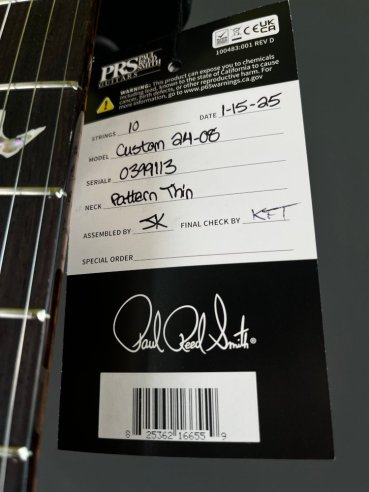 PRS PAUL REED SMITH
GUITARS
CE UK CA
100483:001 REV D
WARNING: This product can expose you to chemicals
including lead, known to the state of California to cause
cancer, birth defects, or other reproductive harm. For
more information, go to www.p65warnings.ca.gov
STRINGS 10 DATE 1-15-25
MODEL Custom 24-08
SERIAL# 0399113
NECK Pattern Thin
ASSEMBLED BY JK FINAL CHECK BY KFT
SPECIAL ORDER
Paul Reed Smith®
8 25362 16655 9